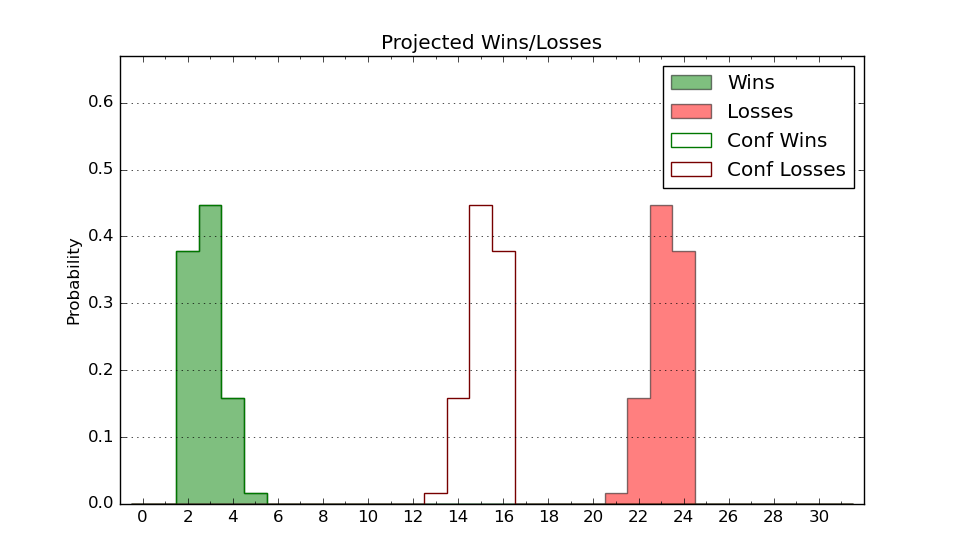 Projected Wins/Losses
Wins
Losses
Conf Wins
Conf Losses
Probability
0.6
0.5
0.4
0.3
0.2
0.1
0.0
0 2 4 6 8 10 12 14 16 18 20 22 24 26 28 30